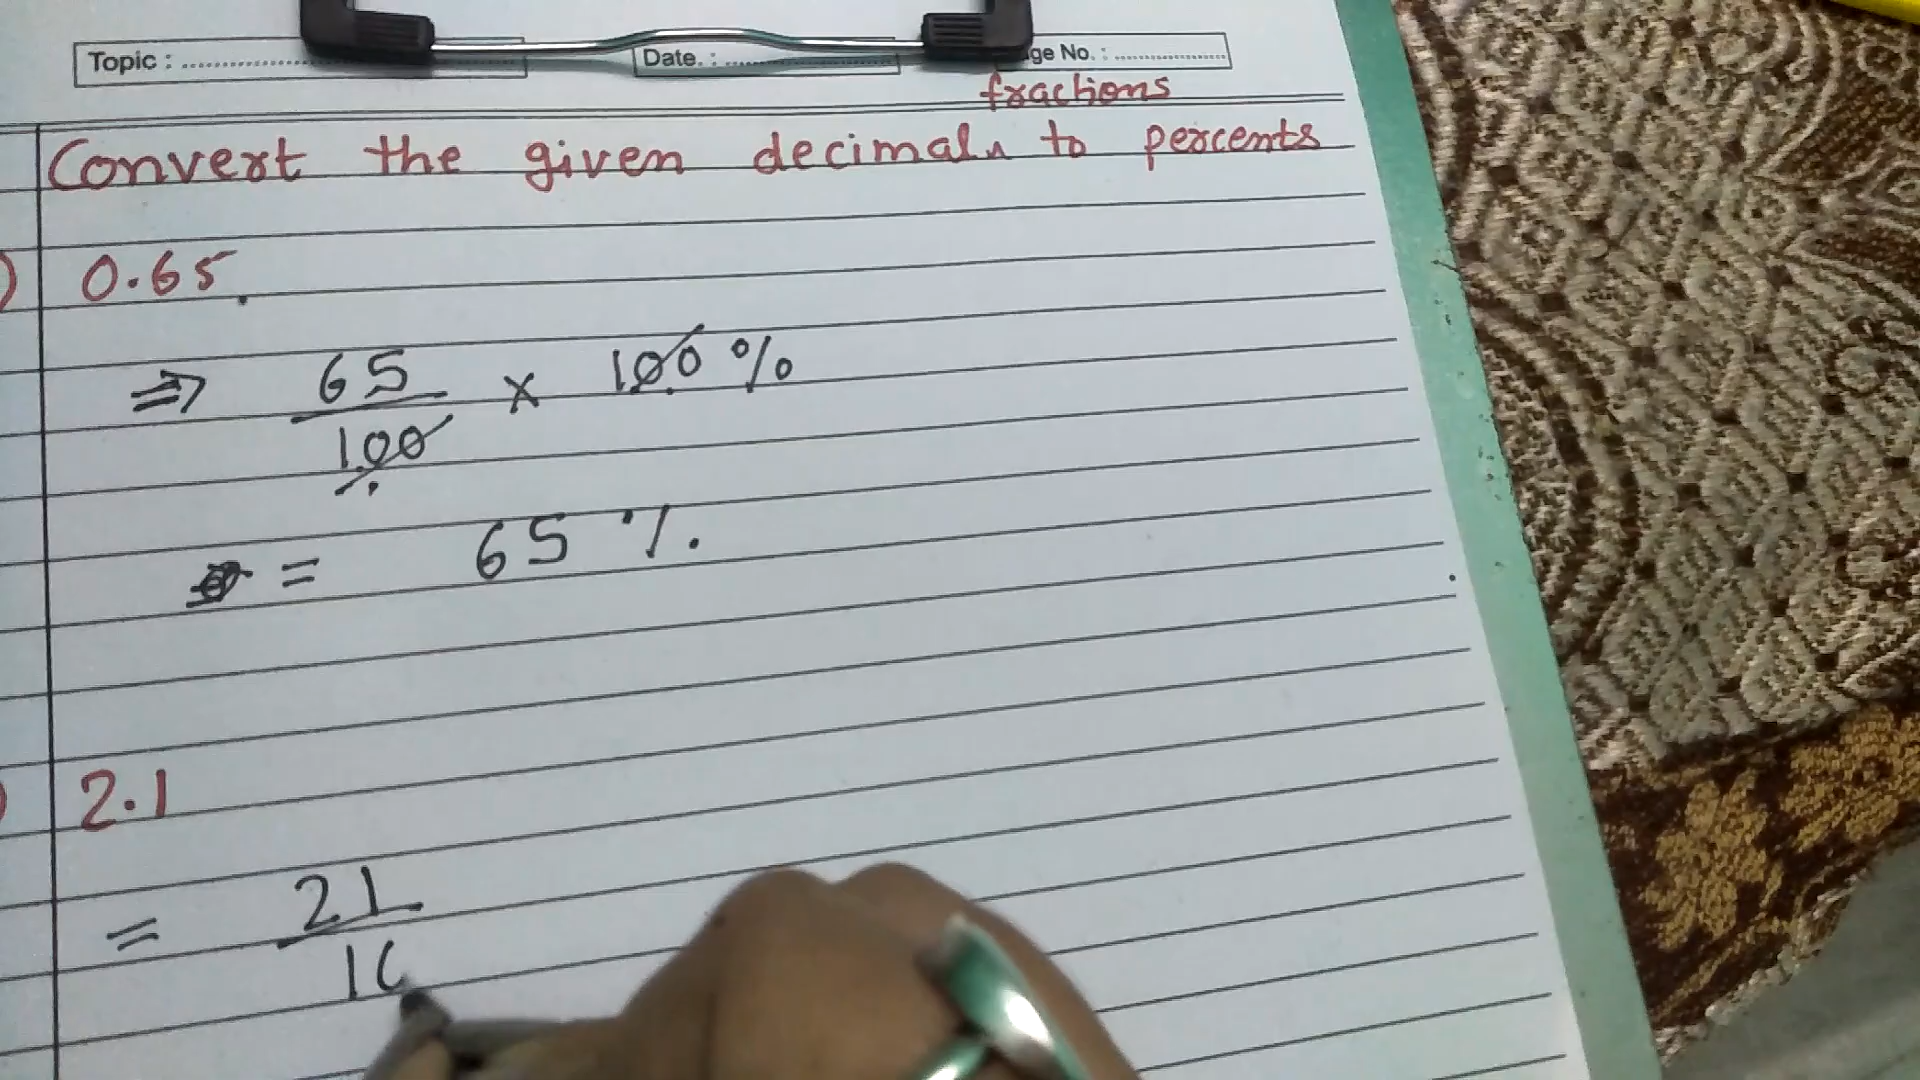 Topic : Date. : ge No. :
fractions
Convert the given decimal^ to percents
) 0.65
⇒ 65/100 × 100 %
= 65 %.
) 2.1
= 21/10